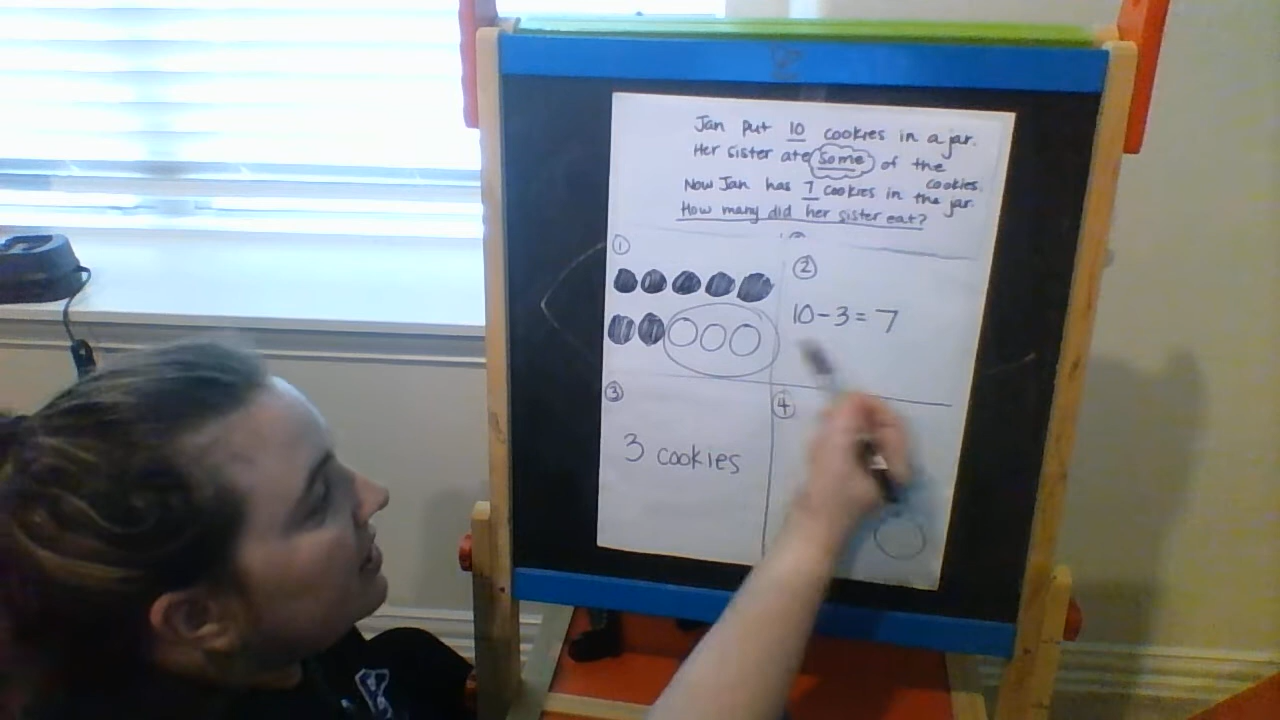 Jan put 10 cookies in a jar.
Her sister ate some of the
cookies.
Now Jan has 7 cookies in the jar.
How many did her sister eat?
1
2
10-3=7
3
4
3 cookies